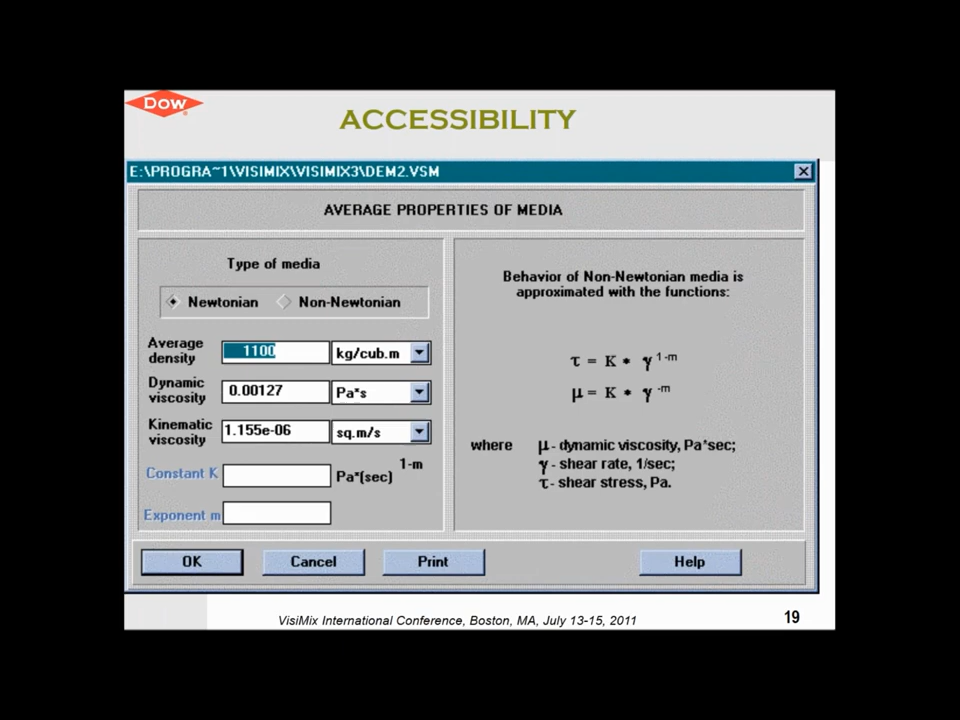 Dow
ACCESSIBILITY
E:\PROGRA~1\VISIMIX\VISIMIX3\DEM2.VSM
AVERAGE PROPERTIES OF MEDIA
Type of media
Newtonian Non-Newtonian
Average density 1100 kg/cub.m
Dynamic viscosity 0.00127 Pa*s
Kinematic viscosity 1.155e-06 sq.m/s
Constant K Pa*(sec) 1-m
Exponent m
Behavior of Non-Newtonian media is
approximated with the functions:
τ = K * γ 1-m
μ = K * γ -m
where μ - dynamic viscosity, Pa*sec;
γ - shear rate, 1/sec;
τ - shear stress, Pa.
OK Cancel Print Help
VisiMix International Conference, Boston, MA, July 13-15, 2011
19